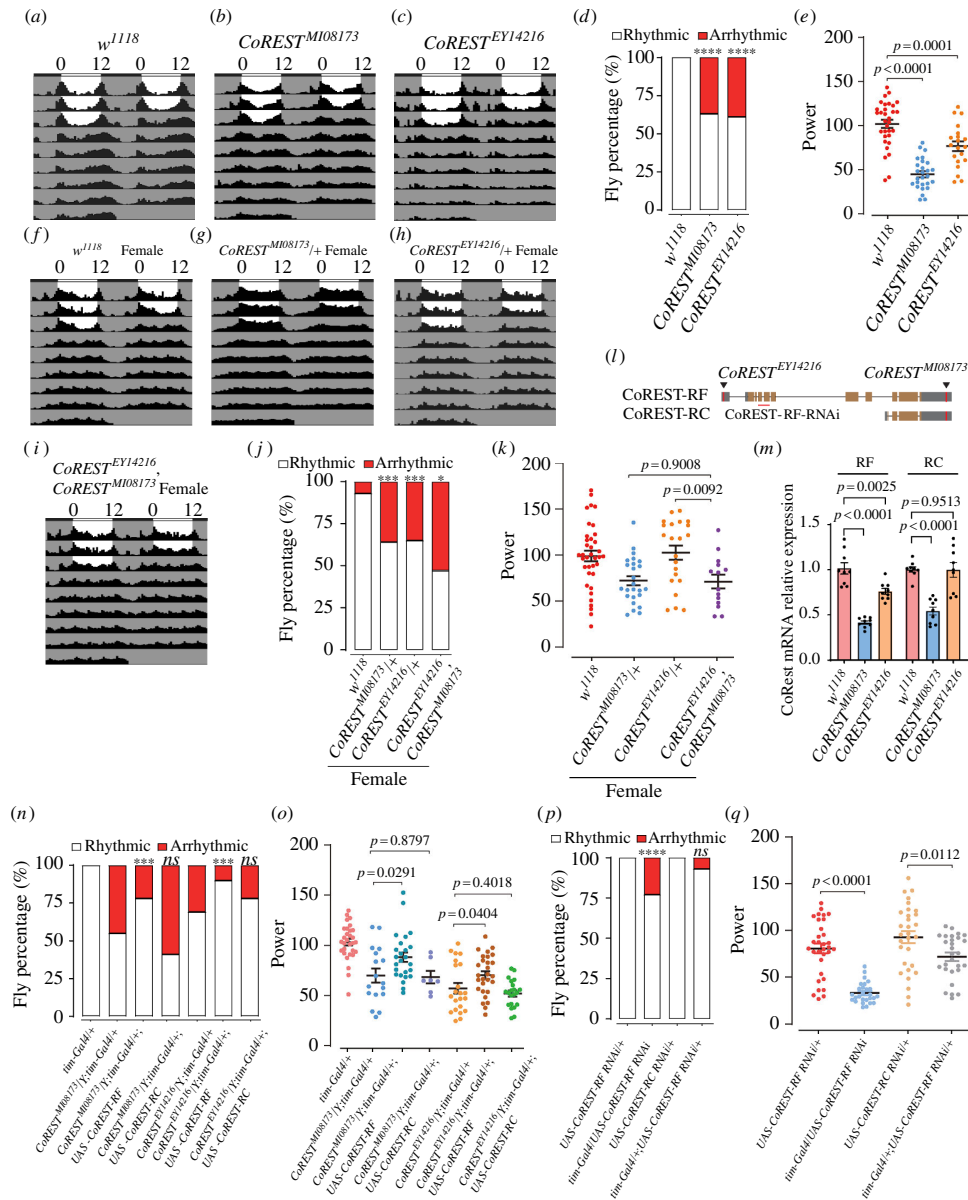 (a)
w1118
0 12 0 12
(b)
CoRESTMI08173
0 12 0 12
(c)
CoRESTEY14216
0 12 0 12
(d)
Rhythmic Arrhythmic
**** ****
Fly percentage (%)
100
75
50
25
0
w1118
CoRESTMI08173
CoRESTEY14216
(e)
p = 0.0001
p < 0.0001
Power
200
150
100
50
0
w1118
CoRESTMI08173
CoRESTEY14216
(f)
w1118 Female
0 12 0 12
(g)
CoRESTMI08173/+ Female
0 12 0 12
(h)
CoRESTEY14216/+ Female
0 12 0 12
(l)
CoRESTEY14216 CoRESTMI08173
CoREST-RF
CoREST-RC CoREST-RF-RNAi
(i)
CoRESTEY14216,
CoRESTMI08173, Female
0 12 0 12
(j)
Rhythmic Arrhythmic
*** *** *
Fly percentage (%)
100
75
50
25
0
w1118
CoRESTMI08173/+
CoRESTEY14216/+
CoRESTEY14216
CoRESTMI08173
Female
(k)
p = 0.9008
p = 0.0092
Power
200
150
100
50
0
w1118
CoRESTMI08173/+
CoRESTEY14216/+
CoRESTEY14216,
CoRESTMI08173
Female
(m)
RF RC
p = 0.0025
p = 0.9513
p < 0.0001
p < 0.0001
CoRest mRNA relative expression
1.5
1.0
0.5
0
w1118
CoRESTMI08173
CoRESTEY14216
w1118
CoRESTMI08173
CoRESTEY14216
(n)
Rhythmic Arrhythmic
*** ns *** ns
Fly percentage (%)
100
75
50
25
0
tim-Gal4/+
CoRESTMI08173/Y;tim-Gal4/+
CoRESTMI08173/Y;tim-Gal4/+;
UAS-CoREST-RF
CoRESTMI08173/Y;tim-Gal4/+;
UAS-CoREST-RC
CoRESTEY14216/Y;tim-Gal4/+
CoRESTEY14216/Y;tim-Gal4/+;
UAS-CoREST-RF
CoRESTEY14216/Y;tim-Gal4/+;
UAS-CoREST-RC
(o)
p = 0.8797
p = 0.0291
p = 0.4018
p = 0.0404
Power
200
150
100
50
0
tim-Gal4/+
CoRESTMI08173/Y;tim-Gal4/+
CoRESTMI08173/Y;tim-Gal4/+;
UAS-CoREST-RF
CoRESTMI08173/Y;tim-Gal4/+;
UAS-CoREST-RC
CoRESTEY14216/Y;tim-Gal4/+
CoRESTEY14216/Y;tim-Gal4/+;
UAS-CoREST-RF
CoRESTEY14216/Y;tim-Gal4/+;
UAS-CoREST-RC
(p)
Rhythmic Arrhythmic
**** ns
Fly percentage (%)
100
75
50
25
0
UAS-CoREST-RF RNAi/+
tim-Gal4/UAS-CoREST-RF RNAi
UAS-CoREST-RC RNAi/+
tim-Gal4/+;UAS-CoREST-RF RNAi/+
(q)
p = 0.0112
p < 0.0001
Power
200
150
100
50
0
UAS-CoREST-RF RNAi/+
tim-Gal4/UAS-CoREST-RF RNAi
UAS-CoREST-RC RNAi/+
tim-Gal4/+;UAS-CoREST-RF RNAi/+